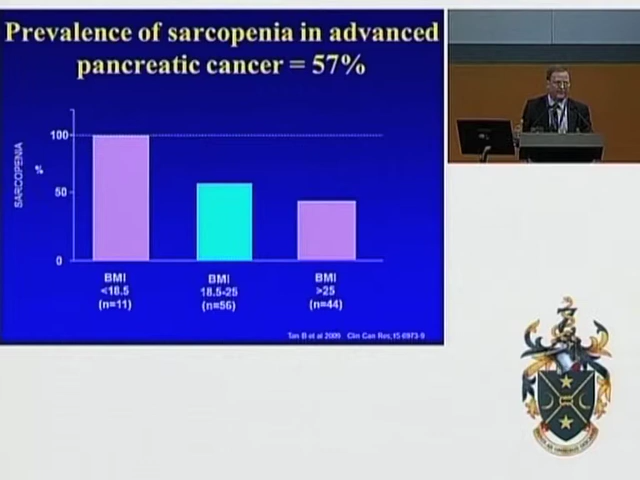 Prevalence of sarcopenia in advanced
pancreatic cancer = 57%
SARCOPENIA
%
100
50
0
BMI
<18.5
(n=11)
BMI
18.5-25
(n=56)
BMI
>25
(n=44)
Tan B et al 2009 Clin Can Res; 15 6973-9